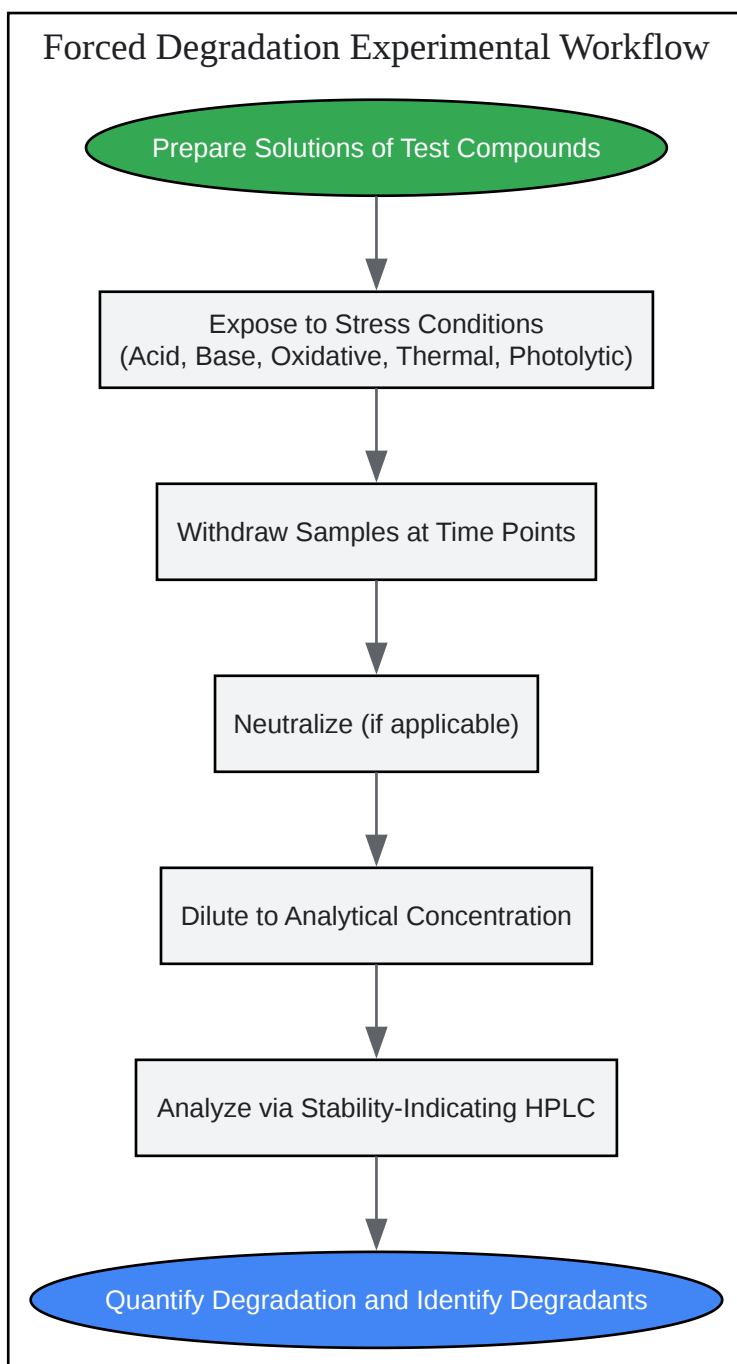 Forced Degradation Experimental Workflow
Prepare Solutions of Test Compounds
Expose to Stress Conditions
(Acid, Base, Oxidative, Thermal, Photolytic)
Withdraw Samples at Time Points
Neutralize (if applicable)
Dilute to Analytical Concentration
Analyze via Stability-Indicating HPLC
Quantify Degradation and Identify Degradants